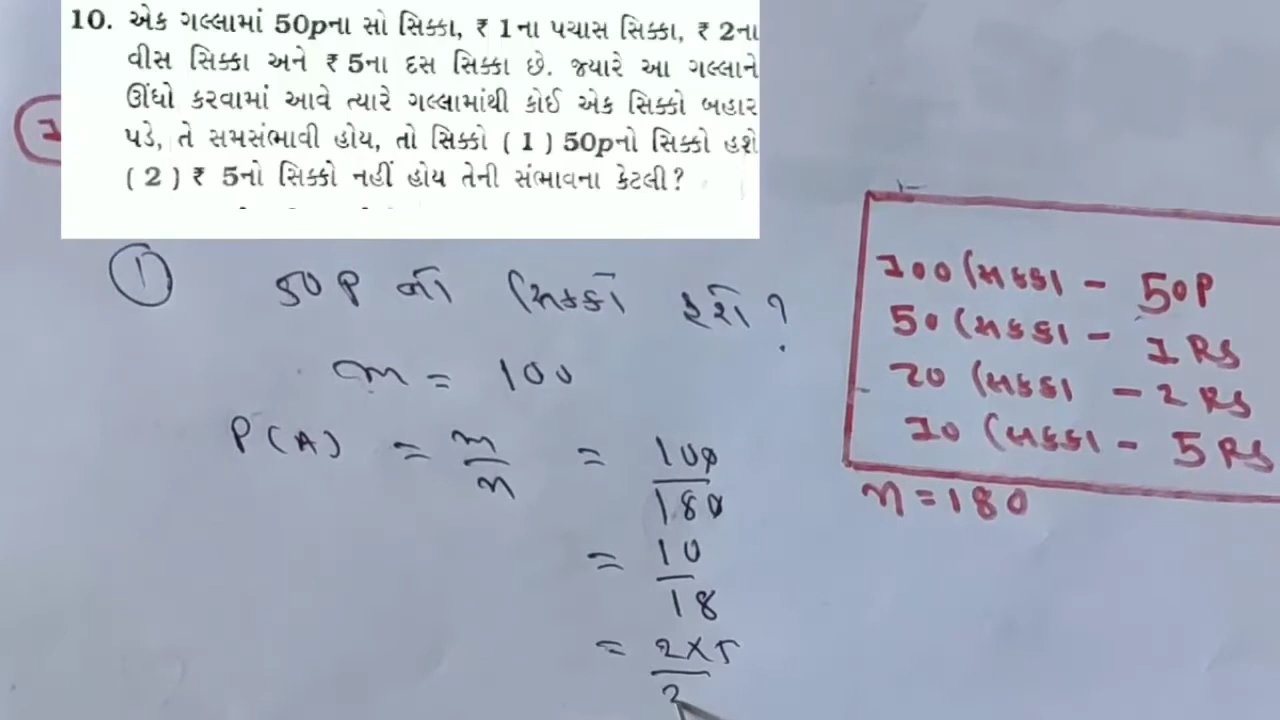 10. એક ગલ્લામાં 50pના સો સિક્કા, ₹ 1ના પચાસ સિક્કા, ₹ 2ના
વીસ સિક્કા અને ₹ 5ના દસ સિક્કા છે. જ્યારે આ ગલ્લાને
ઊંધો કરવામાં આવે ત્યારે ગલ્લામાંથી કોઈ એક સિક્કો બહાર
પડે, તે સમસંભાવી હોય, તો સિક્કો ( 1 ) 50pનો સિક્કો હશે
( 2 ) ₹ 5નો સિક્કો નહીં હોય તેની સંભાવના કેટલી ?
① 50P નો સિક્કો હશે ?
m = 100
P(A) = m/n = 100/180
= 10/18
= 2×5/2
100 સિક્કા - 50P
50 સિક્કા - 1 RS
20 સિક્કા - 2 RS
10 સિક્કા - 5 RS
n = 180